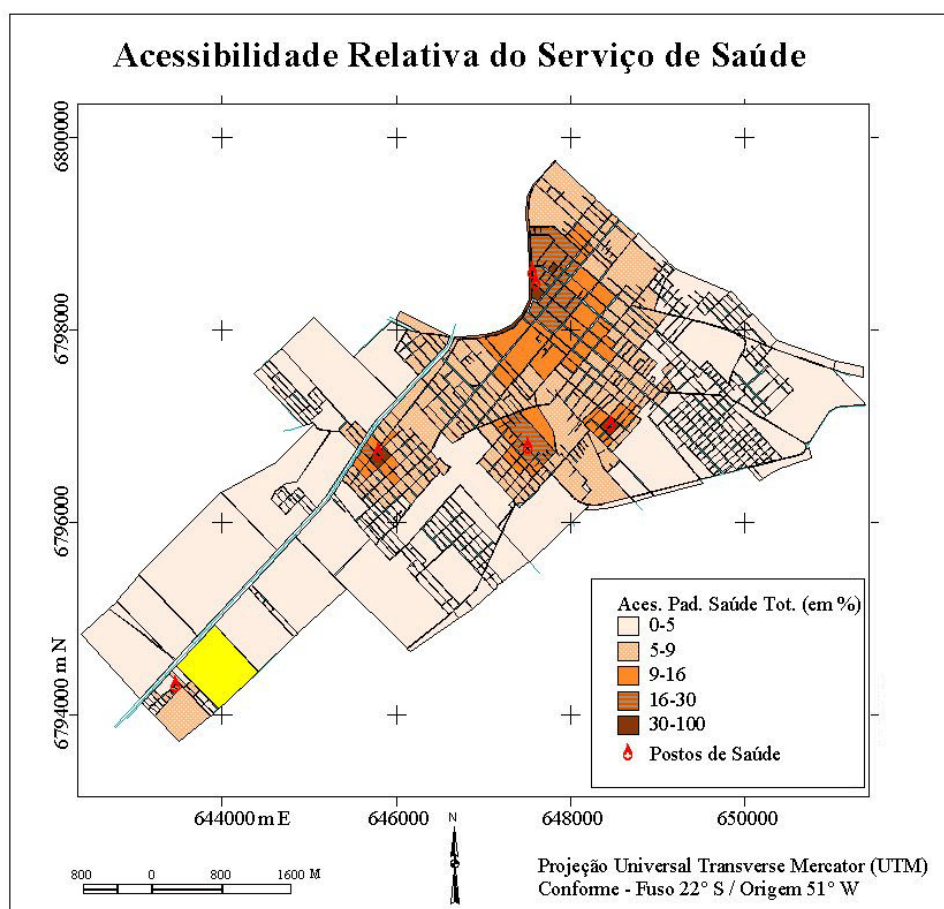 Acessibilidade Relativa do Serviço de Saúde
6800000
6798000
6796000
6794000 m N
Aces. Pad. Saúde Tot. (em %)
0-5
5-9
9-16
16-30
30-100
Postos de Saúde
644000 m E
646000
648000
650000
N
800
0
800
1600 M
Projeção Universal Transverse Mercator (UTM)
Conforme - Fuso 22° S / Origem 51° W